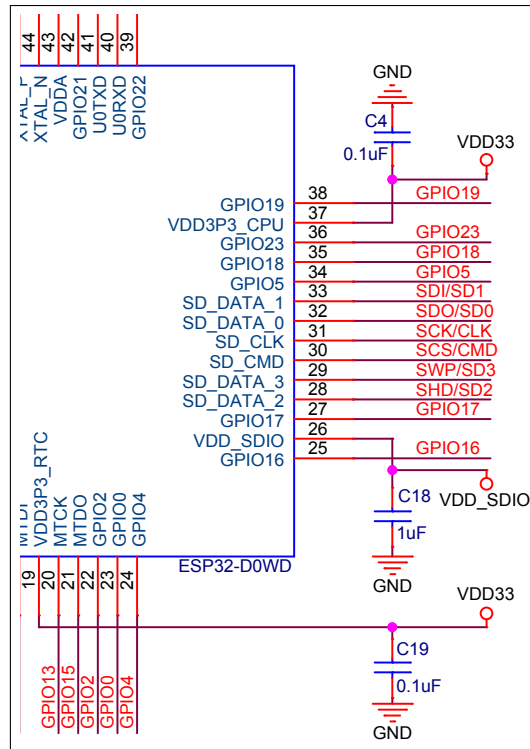 44
43
42
41
40
39
XTAL_N
VDDA
GPIO21
U0TXD
U0RXD
GPIO22
GND
C4
0.1uF
VDD33
GPIO19 38 GPIO19
VDD3P3_CPU 37
GPIO23 36 GPIO23
GPIO18 35 GPIO18
GPIO5 34 GPIO5
SD_DATA_1 33 SDI/SD1
SD_DATA_0 32 SDO/SD0
SD_CLK 31 SCK/CLK
SD_CMD 30 SCS/CMD
SD_DATA_3 29 SWP/SD3
SD_DATA_2 28 SHD/SD2
GPIO17 27 GPIO17
VDD_SDIO 26
GPIO16 25 GPIO16
VDD_SDIO
C18
1uF
GND
VDD3P3_RTC
MTCK
MTDO
GPIO2
GPIO0
GPIO4
ESP32-D0WD
19
20
21
22
23
24
VDD33
C19
0.1uF
GND
GPIO13
GPIO15
GPIO2
GPIO0
GPIO4